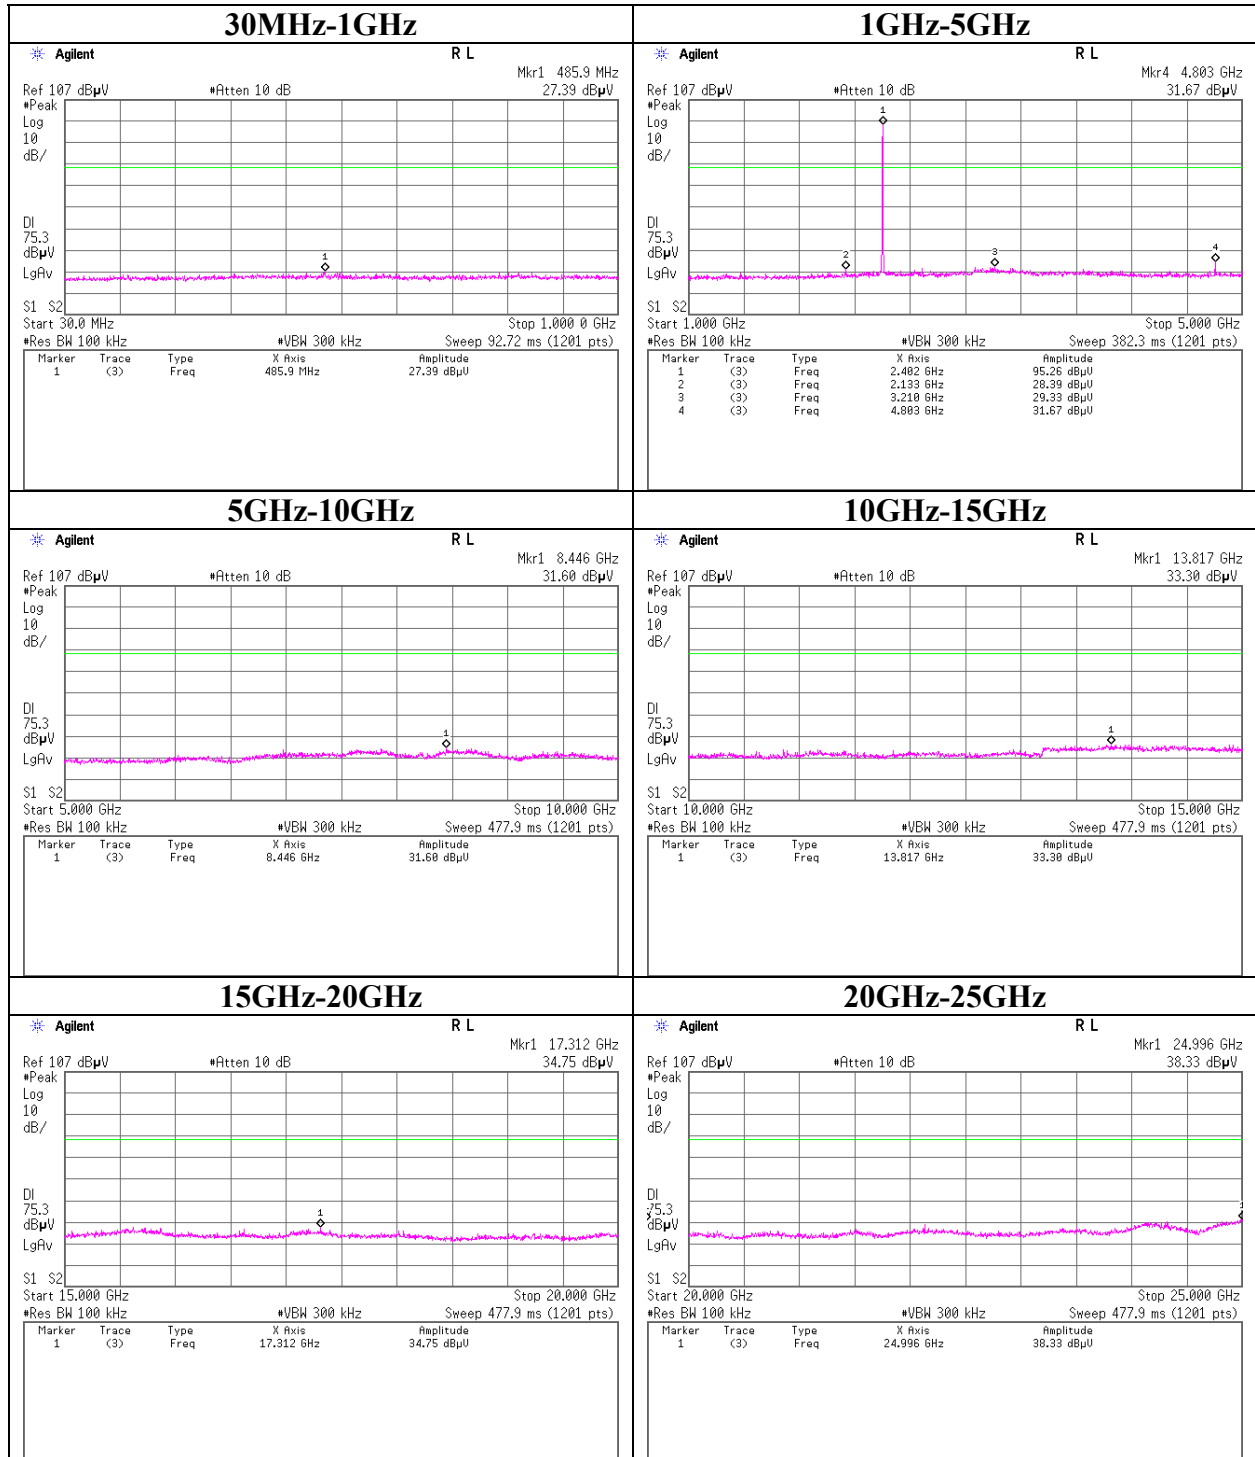 30MHz-1GHz
Agilent R L
Mkr1 485.9 MHz
Ref 107 dBµV #Atten 10 dB 27.39 dBµV
#Peak
Log
10
dB/
1
DI
75.3
dBµV
LgAv
S1 S2
Start 30.0 MHz Stop 1.000 0 GHz
#Res BW 100 kHz #VBW 300 kHz Sweep 92.72 ms (1201 pts)
Marker Trace Type X Axis Amplitude
1 (3) Freq 485.9 MHz 27.39 dBµV
1GHz-5GHz
Agilent R L
Mkr4 4.803 GHz
Ref 107 dBµV #Atten 10 dB 31.67 dBµV
#Peak
Log
10
dB/
1
DI
75.3
dBµV
2 3 4
LgAv
S1 S2
Start 1.000 GHz Stop 5.000 GHz
#Res BW 100 kHz #VBW 300 kHz Sweep 382.3 ms (1201 pts)
Marker Trace Type X Axis Amplitude
1 (3) Freq 2.402 GHz 95.26 dBµV
2 (3) Freq 2.133 GHz 28.39 dBµV
3 (3) Freq 3.210 GHz 29.33 dBµV
4 (3) Freq 4.803 GHz 31.67 dBµV
5GHz-10GHz
Agilent R L
Mkr1 8.446 GHz
Ref 107 dBµV #Atten 10 dB 31.60 dBµV
#Peak
Log
10
dB/
DI
75.3
1
dBµV
LgAv
S1 S2
Start 5.000 GHz Stop 10.000 GHz
#Res BW 100 kHz #VBW 300 kHz Sweep 477.9 ms (1201 pts)
Marker Trace Type X Axis Amplitude
1 (3) Freq 8.446 GHz 31.60 dBµV
10GHz-15GHz
Agilent R L
Mkr1 13.817 GHz
Ref 107 dBµV #Atten 10 dB 33.30 dBµV
#Peak
Log
10
dB/
DI
75.3
1
dBµV
LgAv
S1 S2
Start 10.000 GHz Stop 15.000 GHz
#Res BW 100 kHz #VBW 300 kHz Sweep 477.9 ms (1201 pts)
Marker Trace Type X Axis Amplitude
1 (3) Freq 13.817 GHz 33.30 dBµV
15GHz-20GHz
Agilent R L
Mkr1 17.312 GHz
Ref 107 dBµV #Atten 10 dB 34.75 dBµV
#Peak
Log
10
dB/
DI
75.3
1
dBµV
LgAv
S1 S2
Start 15.000 GHz Stop 20.000 GHz
#Res BW 100 kHz #VBW 300 kHz Sweep 477.9 ms (1201 pts)
Marker Trace Type X Axis Amplitude
1 (3) Freq 17.312 GHz 34.75 dBµV
20GHz-25GHz
Agilent R L
Mkr1 24.996 GHz
Ref 107 dBµV #Atten 10 dB 38.33 dBµV
#Peak
Log
10
dB/
DI
75.3
1
dBµV
LgAv
S1 S2
Start 20.000 GHz Stop 25.000 GHz
#Res BW 100 kHz #VBW 300 kHz Sweep 477.9 ms (1201 pts)
Marker Trace Type X Axis Amplitude
1 (3) Freq 24.996 GHz 38.33 dBµV